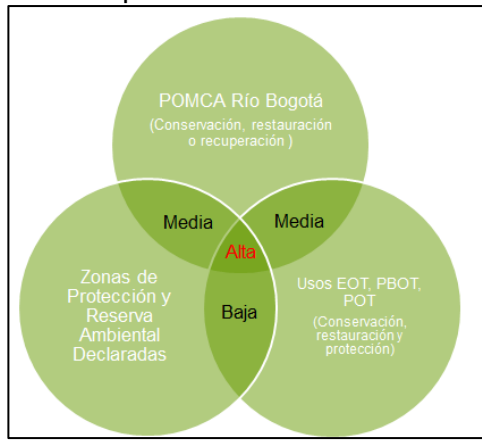 POMCA Río Bogotá
(Conservación, restauración
o recuperación )
Media
Media
Alta
Zonas de
Protección y
Reserva
Ambiental
Declaradas
Baja
Usos EOT, PBOT,
POT
(Conservación,
restauración y
protección)